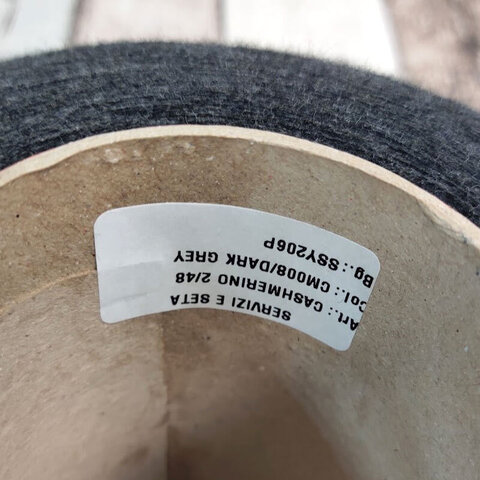 SERVIZI E SETA
Art.: CASHMERINO 2/48
Col.: CM008/DARK GREY
Bg.: SSY206P